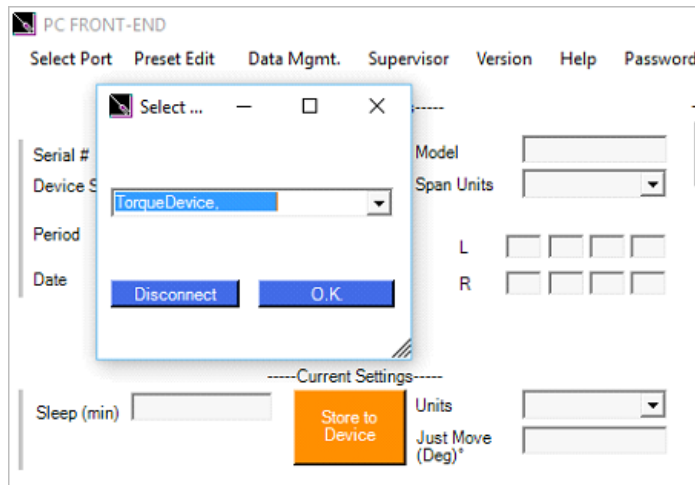 PC FRONT-END
Select Port Preset Edit Data Mgmt. Supervisor Version Help Password
Select ...
s-----
Serial # Model
Device S Span Units
TorqueDevice,
Period L
Date R
Disconnect O.K.
-----Current Settings-----
Sleep (min) Store to Device Units
Just Move (Deg)°